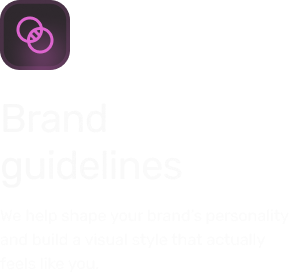 Brand
guidelines
We help shape your brand's personality
and build a visual style that actually
feels like you.